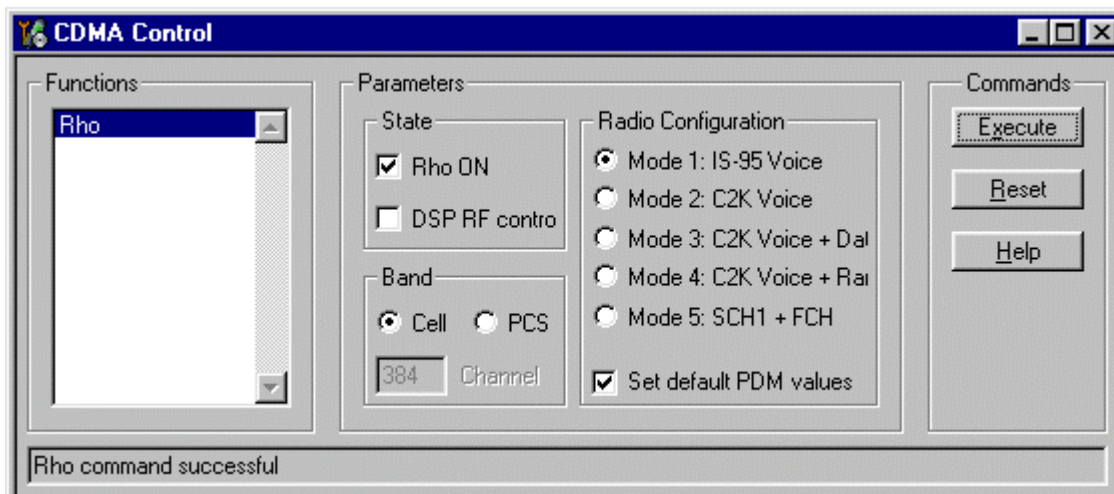 CDMA Control
Functions
Rho
Parameters
State
Rho ON
DSP RF contro
Band
Cell
PCS
384
Channel
Radio Configuration
Mode 1: IS-95 Voice
Mode 2: C2K Voice
Mode 3: C2K Voice + Dat
Mode 4: C2K Voice + Rai
Mode 5: SCH1 + FCH
Set default PDM values
Commands
Execute
Reset
Help
Rho command successful